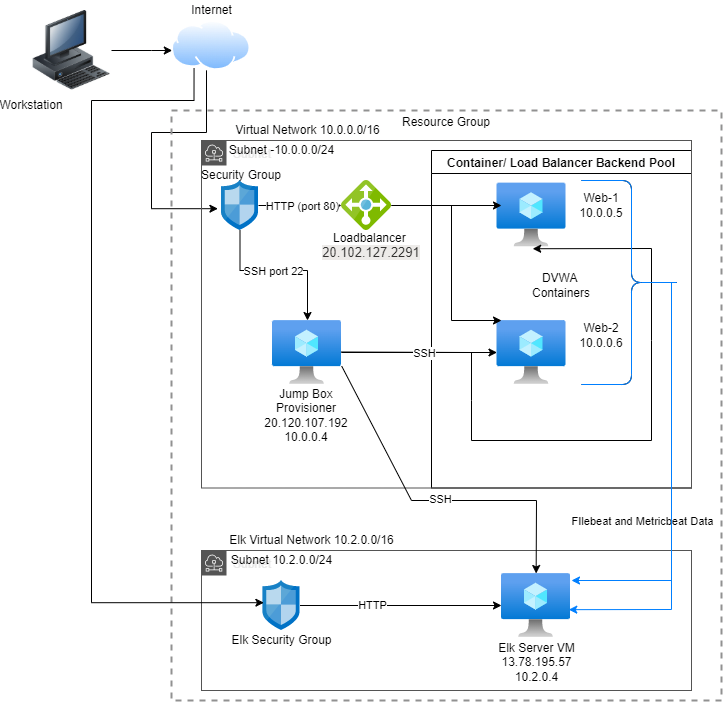 Internet
Workstation
Resource Group
Virtual Network 10.0.0.0/16
Subnet -10.0.0.0/24
Container/ Load Balancer Backend Pool
Security Group
HTTP (port 80)
Loadbalancer
20.102.127.2291
Web-1
10.0.0.5
SSH port 22
DVWA
Containers
Web-2
10.0.0.6
SSH
Jump Box
Provisioner
20.120.107.192
10.0.0.4
SSH
FIlebeat and Metricbeat Data
Elk Virtual Network 10.2.0.0/16
Subnet 10.2.0.0/24
HTTP
Elk Security Group
Elk Server VM
13.78.195.57
10.2.0.4